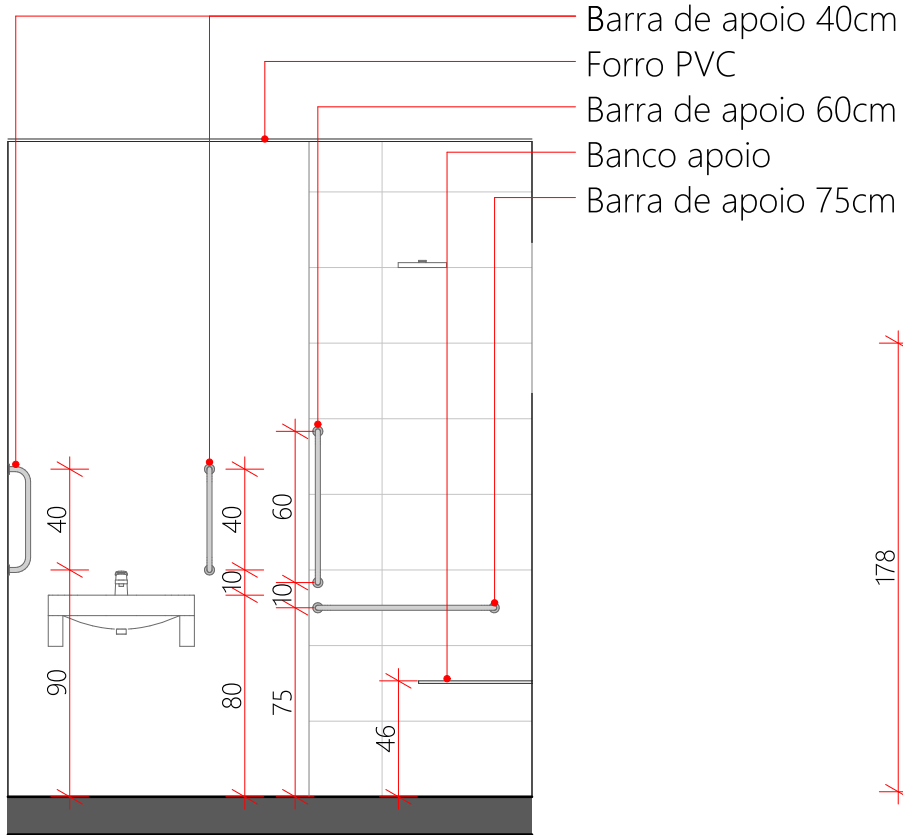 Barra de apoio 40cm
Forro PVC
Barra de apoio 60cm
Banco apoio
Barra de apoio 75cm
40
90
40
10
80
60
10
75
46
178